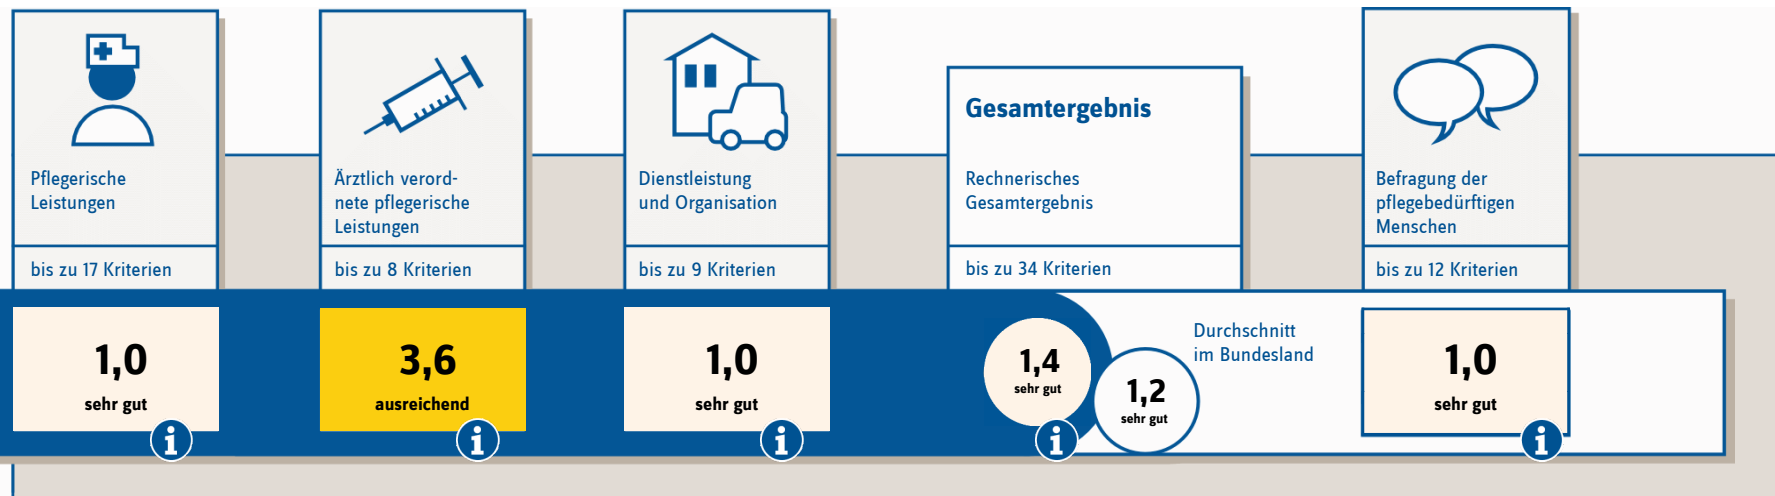 Pflegerische
Leistungen
bis zu 17 Kriterien
1,0
sehr gut
i
Ärztlich verord-
nete pflegerische
Leistungen
bis zu 8 Kriterien
3,6
ausreichend
i
Dienstleistung
und Organisation
bis zu 9 Kriterien
1,0
sehr gut
i
Gesamtergebnis
Rechnerisches
Gesamtergebnis
bis zu 34 Kriterien
1,4
sehr gut
i
1,2
sehr gut
Durchschnitt
im Bundesland
Befragung der
pflegebedürftigen
Menschen
bis zu 12 Kriterien
1,0
sehr gut
i